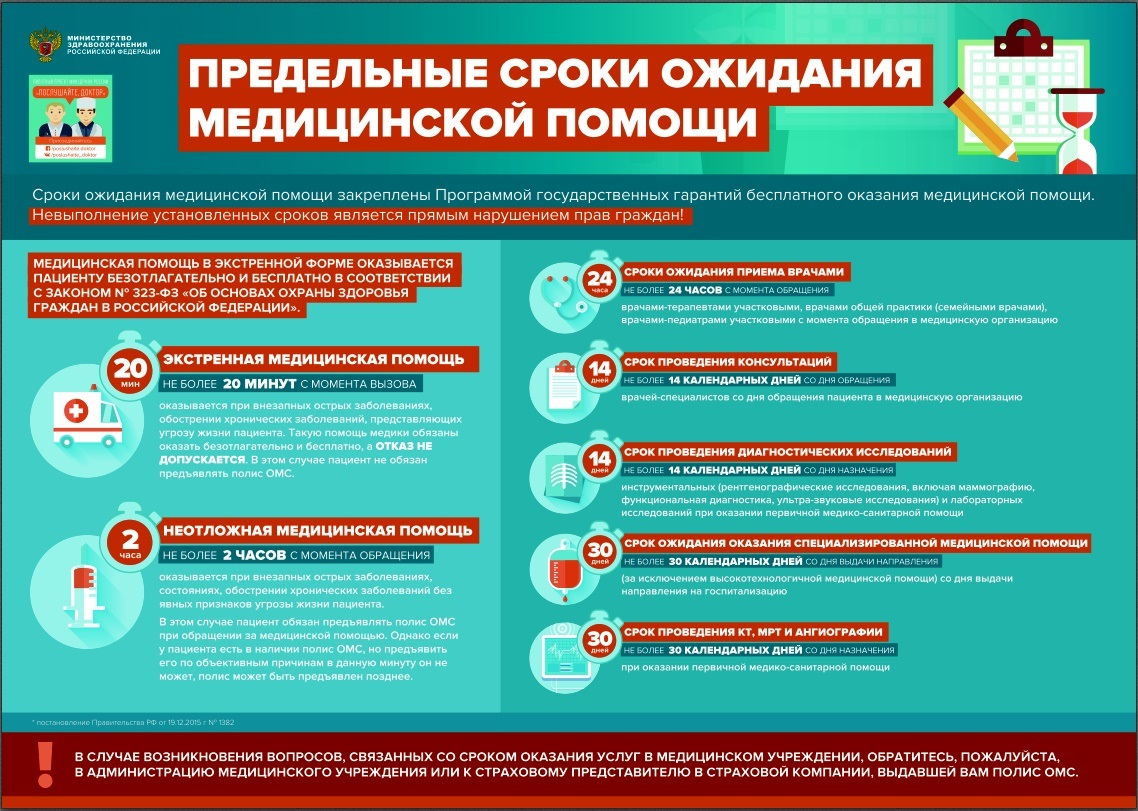 МИНИСТЕРСТВО
ЗДРАВООХРАНЕНИЯ
РОССИЙСКОЙ ФЕДЕРАЦИИ
«ПОСЛУШАЙТЕ, ДОКТОР!»
Присоединяйтесь:
/poslushaite.doktor
/poslushaite_doktor
ПРЕДЕЛЬНЫЕ СРОКИ ОЖИДАНИЯ
МЕДИЦИНСКОЙ ПОМОЩИ
Сроки ожидания медицинской помощи закреплены Программой государственных гарантий бесплатного оказания медицинской помощи.
Невыполнение установленных сроков является прямым нарушением прав граждан!
МЕДИЦИНСКАЯ ПОМОЩЬ В ЭКСТРЕННОЙ ФОРМЕ ОКАЗЫВАЕТСЯ
ПАЦИЕНТУ БЕЗОТЛАГАТЕЛЬНО И БЕСПЛАТНО В СООТВЕТСТВИИ
С ЗАКОНОМ № 323-ФЗ «ОБ ОСНОВАХ ОХРАНЫ ЗДОРОВЬЯ
ГРАЖДАН В РОССИЙСКОЙ ФЕДЕРАЦИИ».
20
мин
ЭКСТРЕННАЯ МЕДИЦИНСКАЯ ПОМОЩЬ
НЕ БОЛЕЕ 20 МИНУТ С МОМЕНТА ВЫЗОВА
оказывается при внезапных острых заболеваниях,
обострении хронических заболеваний, представляющих
угрозу жизни пациента. Такую помощь медики обязаны
оказать безотлагательно и бесплатно, а ОТКАЗ НЕ
ДОПУСКАЕТСЯ. В этом случае пациент не обязан
предъявлять полис ОМС.
2
часа
НЕОТЛОЖНАЯ МЕДИЦИНСКАЯ ПОМОЩЬ
НЕ БОЛЕЕ 2 ЧАСОВ С МОМЕНТА ОБРАЩЕНИЯ
оказывается при внезапных острых заболеваниях,
состояниях, обострении хронических заболеваний без
явных признаков угрозы жизни пациента.
В этом случае пациент обязан предъявлять полис ОМС
при обращении за медицинской помощью. Однако если
у пациента есть в наличии полис ОМС, но предъявить
его по объективным причинам в данную минуту он не
может, полис может быть предъявлен позднее.
24
часа
СРОКИ ОЖИДАНИЯ ПРИЕМА ВРАЧАМИ
НЕ БОЛЕЕ 24 ЧАСОВ С МОМЕНТА ОБРАЩЕНИЯ
врачами-терапевтами участковыми, врачами общей практики (семейными врачами),
врачами-педиатрами участковыми с момента обращения в медицинскую организацию
14
дней
СРОК ПРОВЕДЕНИЯ КОНСУЛЬТАЦИЙ
НЕ БОЛЕЕ 14 КАЛЕНДАРНЫХ ДНЕЙ СО ДНЯ ОБРАЩЕНИЯ
врачей-специалистов со дня обращения пациента в медицинскую организацию
14
дней
СРОК ПРОВЕДЕНИЯ ДИАГНОСТИЧЕСКИХ ИССЛЕДОВАНИЙ
НЕ БОЛЕЕ 14 КАЛЕНДАРНЫХ ДНЕЙ СО ДНЯ НАЗНАЧЕНИЯ
инструментальных (рентгенографические исследования, включая маммографию,
функциональная диагностика, ультра-звуковые исследования) и лабораторных
исследований при оказании первичной медико-санитарной помощи
30
дней
СРОК ОЖИДАНИЯ ОКАЗАНИЯ СПЕЦИАЛИЗИРОВАННОЙ МЕДИЦИНСКОЙ ПОМОЩИ
НЕ БОЛЕЕ 30 КАЛЕНДАРНЫХ ДНЕЙ СО ДНЯ ВЫДАЧИ НАПРАВЛЕНИЯ
(за исключением высокотехнологичной медицинской помощи) со дня выдачи
направления на госпитализацию
30
дней
СРОК ПРОВЕДЕНИЯ КТ, МРТ И АНГИОГРАФИИ
НЕ БОЛЕЕ 30 КАЛЕНДАРНЫХ ДНЕЙ СО ДНЯ НАЗНАЧЕНИЯ
при оказании первичной медико-санитарной помощи
* постановление Правительства РФ от 19.12.2015 г № 1382
! В СЛУЧАЕ ВОЗНИКНОВЕНИЯ ВОПРОСОВ, СВЯЗАННЫХ СО СРОКОМ ОКАЗАНИЯ УСЛУГ В МЕДИЦИНСКОМ УЧРЕЖДЕНИИ, ОБРАТИТЕСЬ, ПОЖАЛУЙСТА,
В АДМИНИСТРАЦИЮ МЕДИЦИНСКОГО УЧРЕЖДЕНИЯ ИЛИ К СТРАХОВОМУ ПРЕДСТАВИТЕЛЮ В СТРАХОВОЙ КОМПАНИИ, ВЫДАВШЕЙ ВАМ ПОЛИС ОМС.